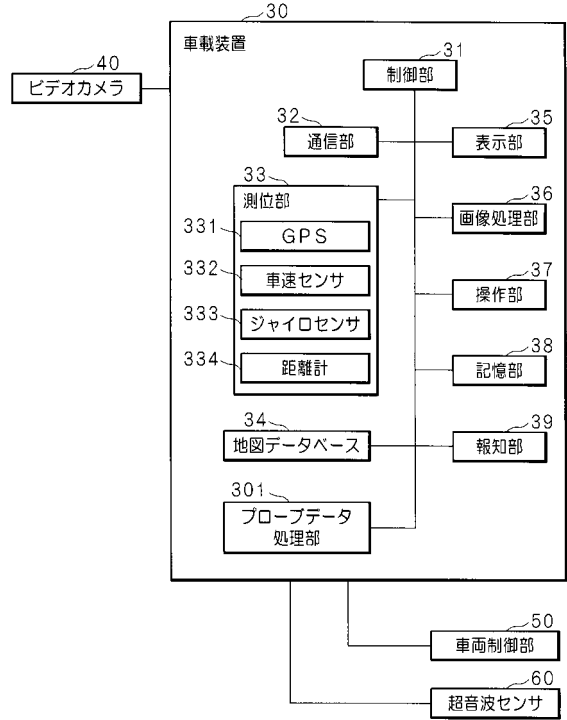 30
車載装置
40
ビデオカメラ
31
制御部
32
通信部
35
表示部
33
測位部
331
GPS
332
車速センサ
333
ジャイロセンサ
334
距離計
36
画像処理部
37
操作部
38
記憶部
34
地図データベース
39
報知部
301
プローブデータ
処理部
50
車両制御部
60
超音波センサ